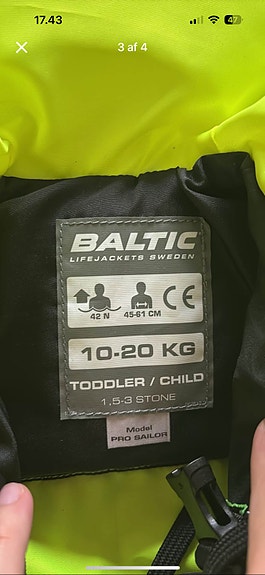 17.43
47
3 af 4
BALTIC
LIFEJACKETS SWEDEN
42 N 45-61 CM CE
10-20 KG
TODDLER / CHILD
1,5-3 STONE
Model
PRO SAILOR